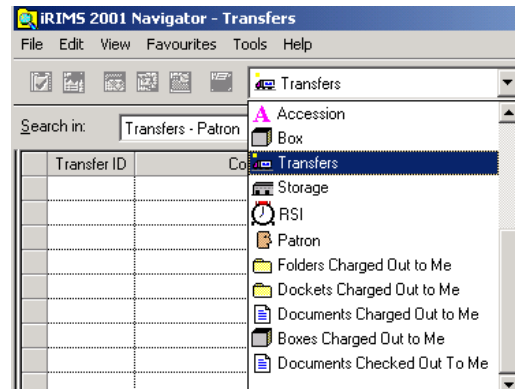 iRIMS 2001 Navigator - Transfers
File Edit View Favourites Tools Help
Transfers
Search in: Transfers - Patron
Transfer ID Co
Accession
Box
Transfers
Storage
RSI
Patron
Folders Charged Out to Me
Dockets Charged Out to Me
Documents Charged out to Me
Boxes Charged Out to Me
Documents Checked Out To Me